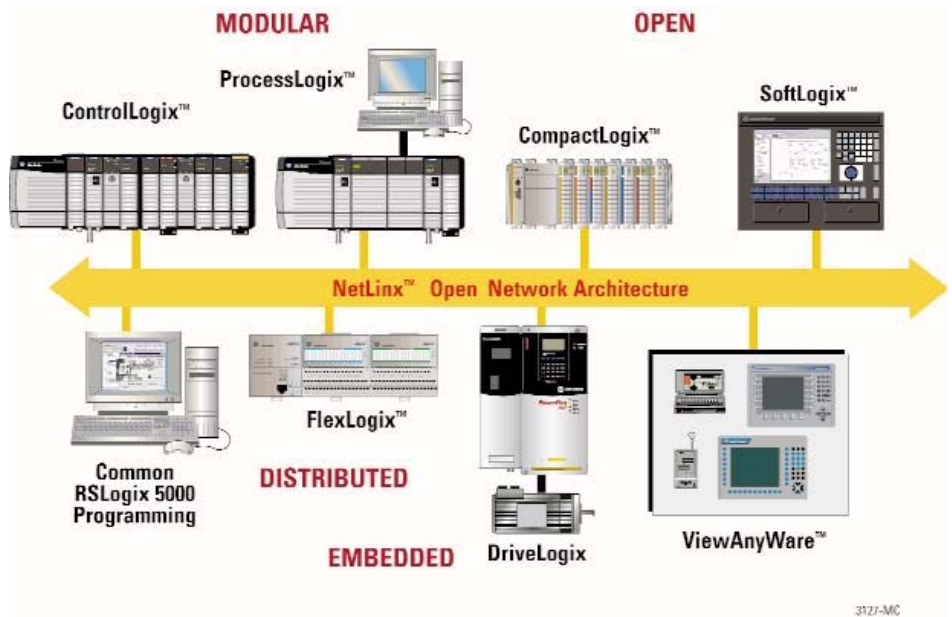 MODULAR
OPEN
ProcessLogix™
ControlLogix™
SoftLogix™
CompactLogix™
NetLinx™ Open Network Architecture
FlexLogix™
Common
RSLogix 5000
Programming
DISTRIBUTED
DriveLogix
ViewAnyWare™
EMBEDDED
3127-MC